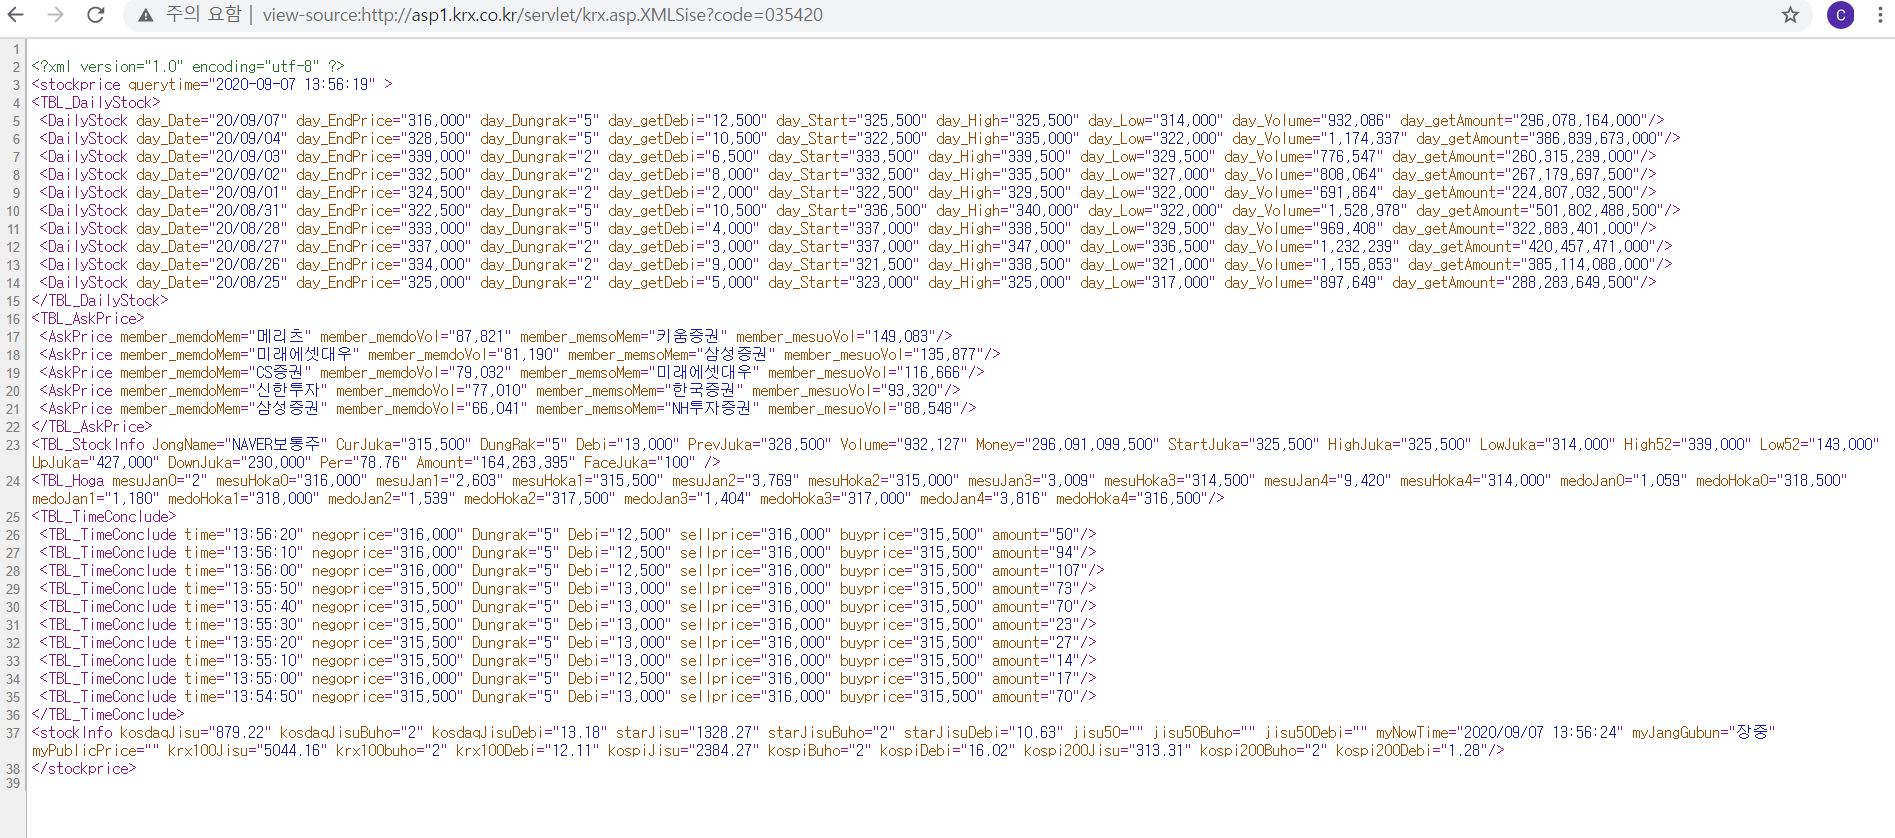 주의 요함 | view-source:http://asp1.krx.co.kr/servlet/krx.asp.XMLSise?code=035420
C
1
2 <?xml version="1.0" encoding="utf-8" ?>
3 <stockprice querytime="2020-09-07 13:56:19" >
4 <TBL_DailyStock>
5 <DailyStock day_Date="20/09/07" day_EndPrice="316,000" day_Dungrak="5" day_getDebi="12,500" day_Start="325,500" day_High="325,500" day_Low="314,000" day_Volume="932,086" day_getAmount="296,078,164,000"/>
6 <DailyStock day_Date="20/09/04" day_EndPrice="328,500" day_Dungrak="5" day_getDebi="10,500" day_Start="322,500" day_High="335,000" day_Low="322,000" day_Volume="1,174,337" day_getAmount="386,839,673,000"/>
7 <DailyStock day_Date="20/09/03" day_EndPrice="339,000" day_Dungrak="2" day_getDebi="6,500" day_Start="333,500" day_High="339,500" day_Low="329,500" day_Volume="776,547" day_getAmount="260,315,239,000"/>
8 <DailyStock day_Date="20/09/02" day_EndPrice="332,500" day_Dungrak="2" day_getDebi="8,000" day_Start="332,500" day_High="335,500" day_Low="327,000" day_Volume="808,064" day_getAmount="267,179,697,500"/>
9 <DailyStock day_Date="20/09/01" day_EndPrice="324,500" day_Dungrak="2" day_getDebi="2,000" day_Start="322,500" day_High="329,500" day_Low="322,000" day_Volume="691,864" day_getAmount="224,807,032,500"/>
10 <DailyStock day_Date="20/08/31" day_EndPrice="322,500" day_Dungrak="5" day_getDebi="10,500" day_Start="336,500" day_High="340,000" day_Low="322,000" day_Volume="1,528,978" day_getAmount="501,802,488,500"/>
11 <DailyStock day_Date="20/08/28" day_EndPrice="333,000" day_Dungrak="5" day_getDebi="4,000" day_Start="337,000" day_High="338,500" day_Low="329,500" day_Volume="969,408" day_getAmount="322,883,401,000"/>
12 <DailyStock day_Date="20/08/27" day_EndPrice="337,000" day_Dungrak="2" day_getDebi="3,000" day_Start="337,000" day_High="347,000" day_Low="336,500" day_Volume="1,232,239" day_getAmount="420,457,471,000"/>
13 <DailyStock day_Date="20/08/26" day_EndPrice="334,000" day_Dungrak="2" day_getDebi="9,000" day_Start="321,500" day_High="338,500" day_Low="321,000" day_Volume="1,155,853" day_getAmount="385,114,088,000"/>
14 <DailyStock day_Date="20/08/25" day_EndPrice="325,000" day_Dungrak="2" day_getDebi="5,000" day_Start="323,000" day_High="325,000" day_Low="317,000" day_Volume="897,649" day_getAmount="288,283,649,500"/>
15 </TBL_DailyStock>
16 <TBL_AskPrice>
17 <AskPrice member_memdoMem="메리츠" member_memdoVol="87,821" member_memsoMem="키움증권" member_mesuoVol="149,083"/>
18 <AskPrice member_memdoMem="미래에셋대우" member_memdoVol="81,190" member_memsoMem="삼성증권" member_mesuoVol="135,877"/>
19 <AskPrice member_memdoMem="CS증권" member_memdoVol="79,032" member_memsoMem="미래에셋대우" member_mesuoVol="116,666"/>
20 <AskPrice member_memdoMem="신한투자" member_memdoVol="77,010" member_memsoMem="한국증권" member_mesuoVol="93,320"/>
21 <AskPrice member_memdoMem="삼성증권" member_memdoVol="66,041" member_memsoMem="NH투자증권" member_mesuoVol="88,548"/>
22 </TBL_AskPrice>
23 <TBL_StockInfo JongName="NAVER보통주" CurJuka="315,500" DungRak="5" Debi="13,000" PrevJuka="328,500" Volume="932,127" Money="296,091,099,500" StartJuka="325,500" HighJuka="325,500" LowJuka="314,000" High52="339,000" Low52="143,000"
UpJuka="427,000" DownJuka="230,000" Per="78.76" Amount="164,263,395" FaceJuka="100" />
24 <TBL_Hoga mesuJan0="2" mesuHoka0="316,000" mesuJan1="2,603" mesuHoka1="315,500" mesuJan2="3,769" mesuHoka2="315,000" mesuJan3="3,009" mesuHoka3="314,500" mesuJan4="9,420" mesuHoka4="314,000" medoJan0="1,059" medoHoka0="318,500"
medoJan1="1,180" medoHoka1="318,000" medoJan2="1,539" medoHoka2="317,500" medoJan3="1,404" medoHoka3="317,000" medoJan4="3,816" medoHoka4="316,500"/>
25 <TBL_TimeConclude>
26 <TBL_TimeConclude time="13:56:20" negoprice="316,000" Dungrak="5" Debi="12,500" sellprice="316,000" buyprice="315,500" amount="50"/>
27 <TBL_TimeConclude time="13:56:10" negoprice="316,000" Dungrak="5" Debi="12,500" sellprice="316,000" buyprice="315,500" amount="94"/>
28 <TBL_TimeConclude time="13:56:00" negoprice="316,000" Dungrak="5" Debi="12,500" sellprice="316,000" buyprice="315,500" amount="107"/>
29 <TBL_TimeConclude time="13:55:50" negoprice="315,500" Dungrak="5" Debi="13,000" sellprice="316,000" buyprice="315,500" amount="73"/>
30 <TBL_TimeConclude time="13:55:40" negoprice="315,500" Dungrak="5" Debi="13,000" sellprice="316,000" buyprice="315,500" amount="70"/>
31 <TBL_TimeConclude time="13:55:30" negoprice="315,500" Dungrak="5" Debi="13,000" sellprice="316,000" buyprice="315,500" amount="23"/>
32 <TBL_TimeConclude time="13:55:20" negoprice="315,500" Dungrak="5" Debi="13,000" sellprice="316,000" buyprice="315,500" amount="27"/>
33 <TBL_TimeConclude time="13:55:10" negoprice="315,500" Dungrak="5" Debi="13,000" sellprice="316,000" buyprice="315,500" amount="14"/>
34 <TBL_TimeConclude time="13:55:00" negoprice="316,000" Dungrak="5" Debi="12,500" sellprice="316,000" buyprice="315,500" amount="17"/>
35 <TBL_TimeConclude time="13:54:50" negoprice="315,500" Dungrak="5" Debi="13,000" sellprice="316,000" buyprice="315,500" amount="70"/>
36 </TBL_TimeConclude>
37 <stockInfo kosdaqJisu="879.22" kosdaqJisuBuho="2" kosdaqJisuDebi="13.18" starJisu="1328.27" starJisuBuho="2" starJisuDebi="10.63" jisu50="" jisu50Buho="" jisu50Debi="" myNowTime="2020/09/07 13:56:24" myJangGubun="장중"
myPublicPrice="" krx100Jisu="5044.16" krx100buho="2" krx100Debi="12.11" kospiJisu="2384.27" kospiBuho="2" kospiDebi="16.02" kospi200Jisu="313.31" kospi200Buho="2" kospi200Debi="1.28"/>
38 </stockprice>
39